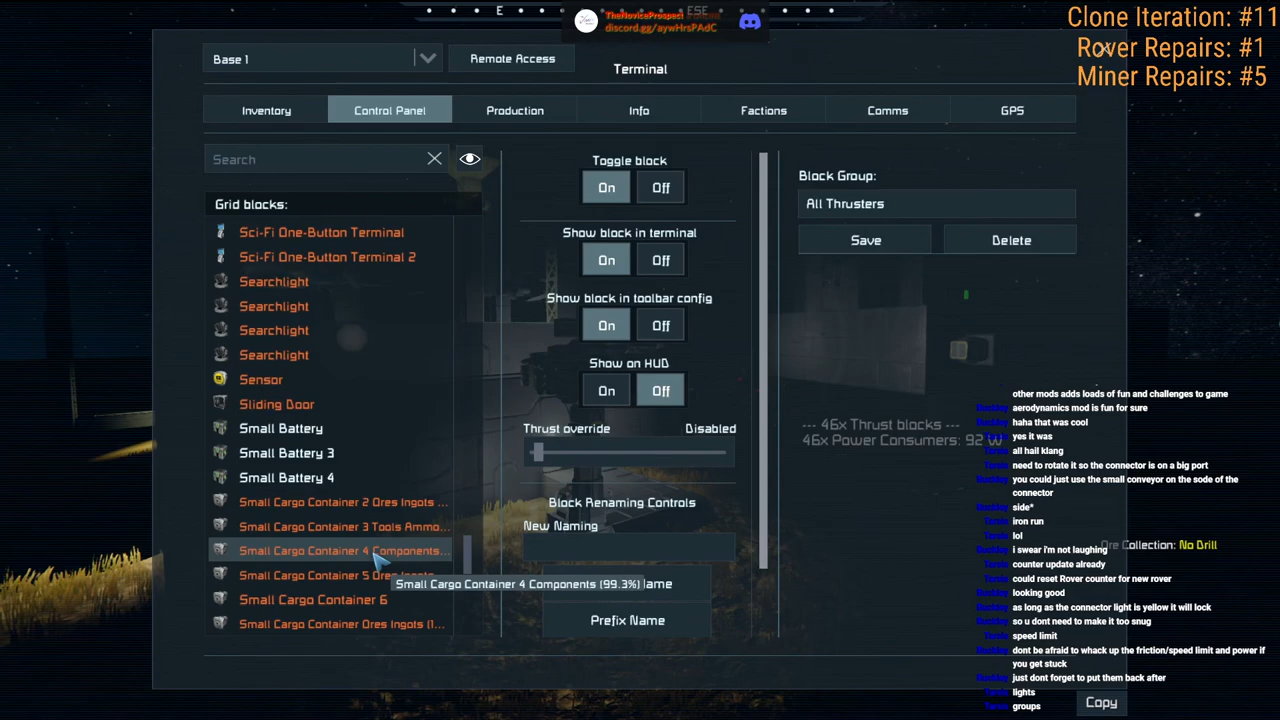 E
ESE
TheNoviceProspect
discord.gg/aywHrsPAdC
Clone Iteration: #11
Rover Repairs: #1
Miner Repairs: #5
Base 1
Remote Access
Terminal
Inventory
Control Panel
Production
Info
Factions
Comms
GPS
Search
Grid blocks:
Sci-Fi One-Button Terminal
Sci-Fi One-Button Terminal 2
Searchlight
Searchlight
Searchlight
Searchlight
Sensor
Sliding Door
Small Battery
Small Battery 3
Small Battery 4
Small Cargo Container 2 Ores Ingots ...
Small Cargo Container 3 Tools Ammo...
Small Cargo Container 4 Components...
Small Cargo Container 5 Ores Ingots...
Small Cargo Container 6
Small Cargo Container Ores Ingots (1...
Small Cargo Container 4 Components (99.3%)
Toggle block
On
Off
Show block in terminal
On
Off
Show block in toolbar config
On
Off
Show on HUD
On
Off
Thrust override
Disabled
Block Renaming Controls
New Naming
lame
Prefix Name
Block Group:
All Thrusters
Save
Delete
--- 46x Thrust blocks ---
46x Power Consumers: 92 W
Ore Collection: No Drill
other mods adds loads of fun and challenges to game
aerodynamics mod is fun for sure
haha that was cool
yes it was
all hail klang
need to rotate it so the connector is on a big port
you could just use the small conveyor on the sode of the
connector
side*
iron run
lol
i swear i'm not laughing
counter update already
could reset Rover counter for new rover
looking good
as long as the connector light is yellow it will lock
so u dont need to make it too snug
speed limit
dont be afraid to whack up the friction/speed limit and power if
you get stuck
just dont forget to put them back after
lights
groups
Copy